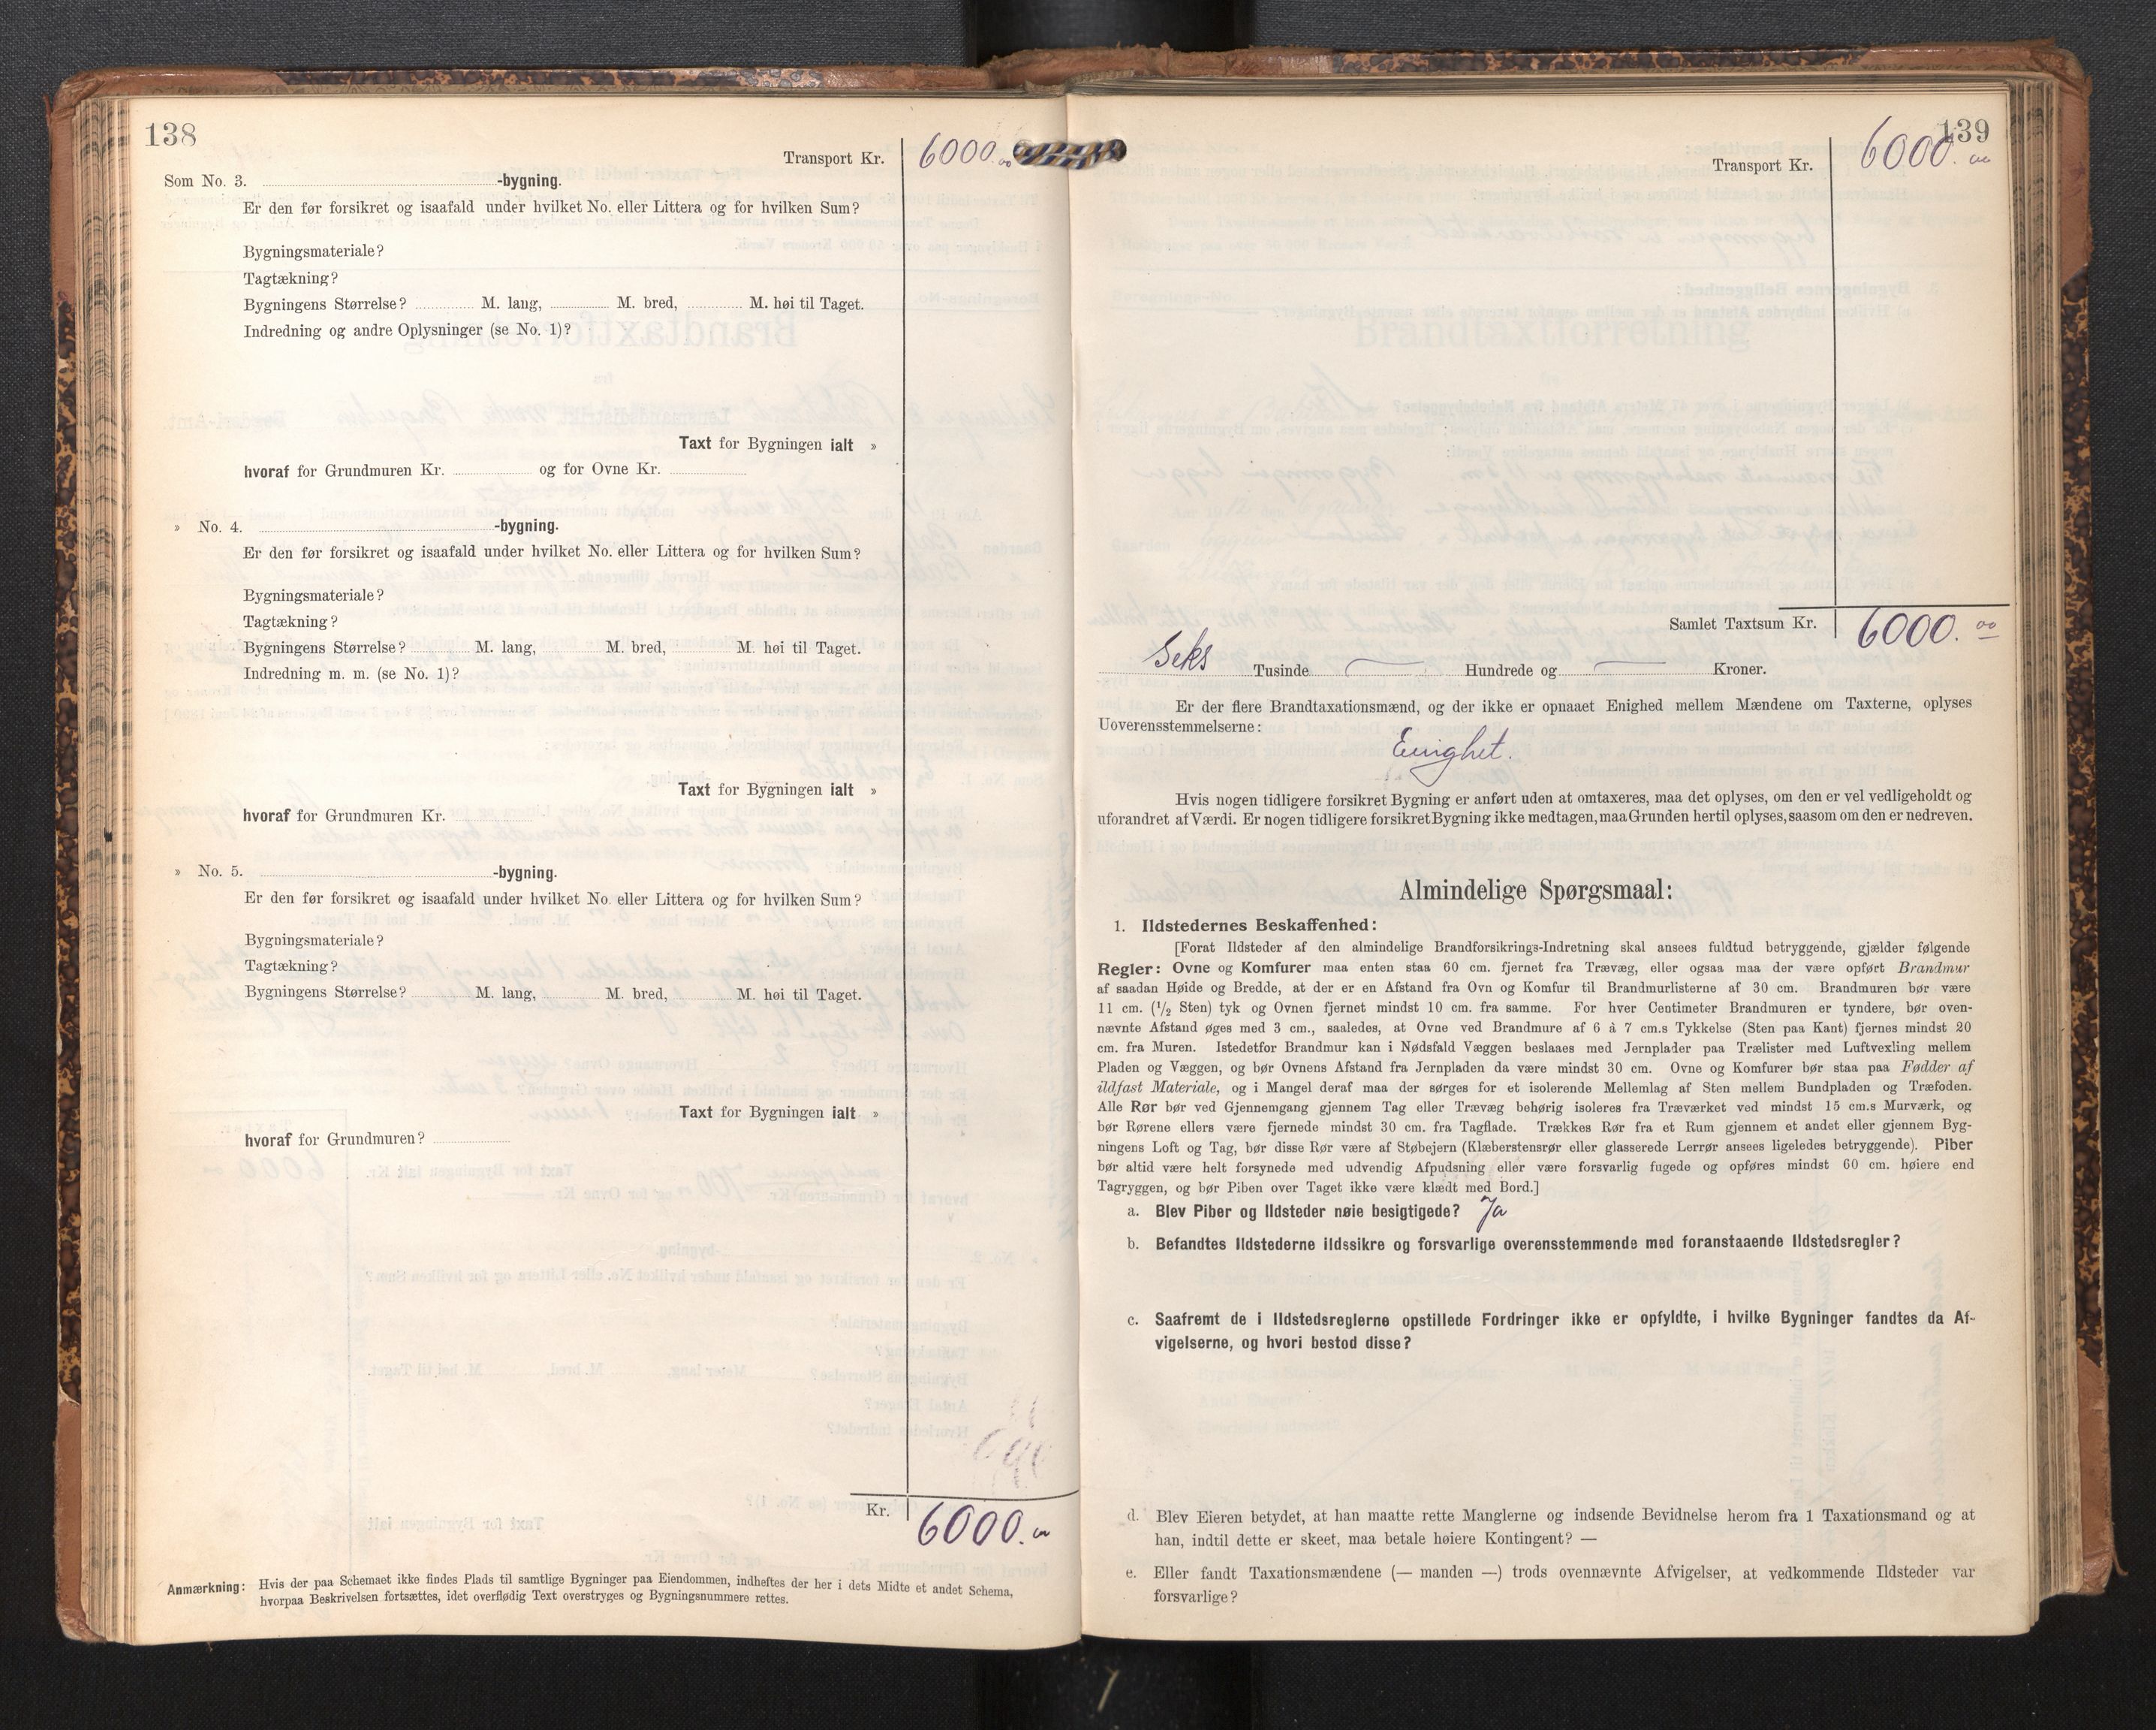 138
Transport Kr. 6000.00
Som No. 3. -bygning.
Er den før forsikret og isaafald under hvilket No. eller Littera og for hvilken Sum?
Bygningsmateriale?
Tagtækning?
Bygningens Størrelse? M. lang, M. bred, M. høi til Taget.
Indredning og andre Oplysninger (se No. 1)?
Taxt for Bygningen ialt »
hvoraf for Grundmuren Kr. og for Ovne Kr.
» No. 4. -bygning.
Er den før forsikret og isaafald under hvilket No. eller Littera og for hvilken Sum?
Bygningsmateriale?
Tagtækning?
Bygningens Størrelse? M. lang, M. bred, M. høi til Taget.
Indredning m. m. (se No. 1)?
Taxt for Bygningen ialt »
hvoraf for Grundmuren Kr.
» No. 5. -bygning.
Er den før forsikret og isaafald under hvilket No. eller Littera og for hvilken Sum?
Bygningsmateriale?
Tagtækning?
Bygningens Størrelse? M. lang, M. bred, M. høi til Taget.
Taxt for Bygningen ialt »
hvoraf for Grundmuren?
Kr. 6000.00
Anmærkning: Hvis der paa Schemaet ikke findes Plads til samtlige Bygninger paa Eiendommen, indheftes der her i dets Midte et andet Schema,
hvorpaa Beskrivelsen fortsættes, idet overflødig Text overstryges og Bygningsnummere rettes.
139
Transport Kr. 6000.00
Samlet Taxtsum Kr. 6000.00
Seks Tusinde — Hundrede og — Kroner.
Er der flere Brandtaxationsmænd, og der ikke er opnaaet Enighed mellem Mændene om Taxterne, oplyses
Uoverensstemmelserne:
Enighet.
Hvis nogen tidligere forsikret Bygning er anført uden at omtaxeres, maa det oplyses, om den er vel vedligeholdt og
uforandret af Værdi. Er nogen tidligere forsikret Bygning ikke medtagen, maa Grunden hertil oplyses, saasom om den er nedreven.
Almindelige Spørgsmaal:
1. Ildstedernes Beskaffenhed:
[Forat Ildsteder af den almindelige Brandforsikrings-Indretning skal ansees fuldtud betryggende, gjælder følgende
Regler: Ovne og Komfurer maa enten staa 60 cm. fjernet fra Trævæg, eller ogsaa maa der være opført Brandmur
af saadan Høide og Bredde, at der er en Afstand fra Ovn og Komfur til Brandmurlisterne af 30 cm. Brandmuren bør være
11 cm. (1/2 Sten) tyk og Ovnen fjernet mindst 10 cm. fra samme. For hver Centimeter Brandmuren er tyndere, bør oven-
nævnte Afstand øges med 3 cm., saaledes, at Ovne ved Brandmure af 6 à 7 cm.s Tykkelse (Sten paa Kant) fjernes mindst 20
cm. fra Muren. Istedetfor Brandmur kan i Nødsfald Væggen beslaaes med Jernplader paa Trælister med Luftvexling mellem
Pladen og Væggen, og bør Ovnens Afstand fra Jernpladen da være mindst 30 cm. Ovne og Komfurer bør staa paa Fødder af
ildfast Materiale, og i Mangel deraf maa der sørges for et isolerende Mellemlag af Sten mellem Bundpladen og Træfoden.
Alle Rør bør ved Gjennemgang gjennem Tag eller Trævæg behørig isoleres fra Træværket ved mindst 15 cm.s Murværk, og
bør Rørene ellers være fjernede mindst 30 cm. fra Tagflade. Trækkes Rør fra et Rum gjennem et andet eller gjennem Byg-
ningens Loft og Tag, bør disse Rør være af Støbejern (Klæberstensrør eller glasserede Lerrør ansees ligeledes betryggende). Piber
bør altid være helt forsynede med udvendig Afpudsning eller være forsvarlig fugede og opføres mindst 60 cm. høiere end
Tagryggen, og bør Piben over Taget ikke være klædt med Bord.]
a. Blev Piber og Ildsteder nøie besigtigede? Ja
b. Befandtes Ildstederne ildssikre og forsvarlige overensstemmende med foranstaaende Ildstedsregler?
c. Saafremt de i Ildstedsreglerne opstillede Fordringer ikke er opfyldte, i hvilke Bygninger fandtes da Af-
vigelserne, og hvori bestod disse?
d. Blev Eieren betydet, at han maatte rette Manglerne og indsende Bevidnelse herom fra 1 Taxationsmand og at
han, indtil dette er skeet, maa betale høiere Kontingent? —
e. Eller fandt Taxationsmændene (— manden —) trods ovennævnte Afvigelser, at vedkommende Ildsteder var
forsvarlige?